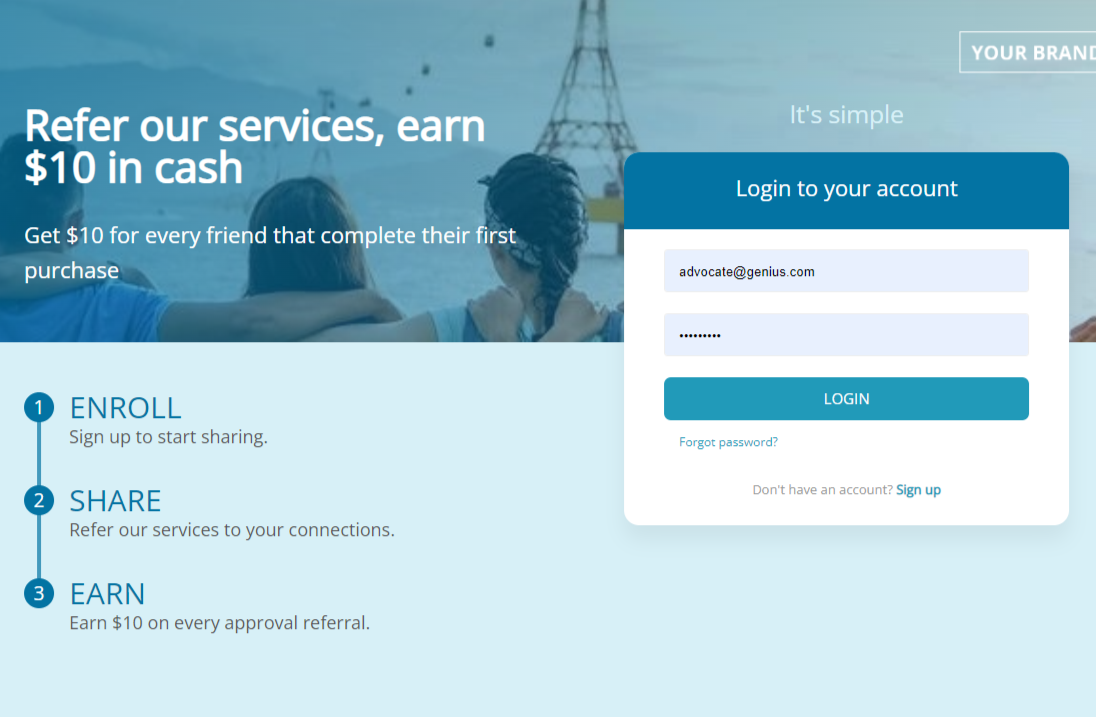 YOUR BRAND
Refer our services, earn
$10 in cash
Get $10 for every friend that complete their first
purchase
It's simple
Login to your account
advocate@genius.com
•••••••••
LOGIN
Forgot password?
Don't have an account? Sign up
1 ENROLL
Sign up to start sharing.
2 SHARE
Refer our services to your connections.
3 EARN
Earn $10 on every approval referral.